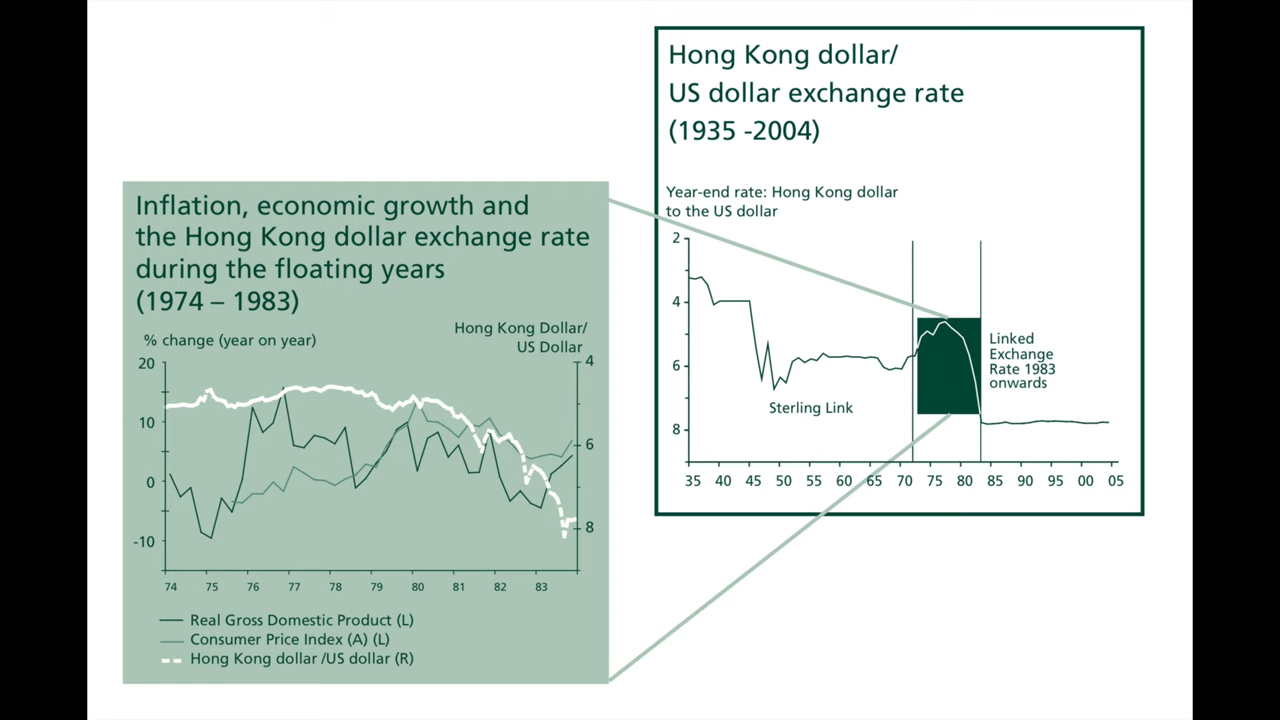 Hong Kong dollar/
US dollar exchange rate
(1935 -2004)
Year-end rate: Hong Kong dollar
to the US dollar
2
4
6
8
Sterling Link
Linked
Exchange
Rate 1983
onwards
35 40 45 50 55 60 65 70 75 80 85 90 95 00 05
Inflation, economic growth and
the Hong Kong dollar exchange rate
during the floating years
(1974 – 1983)
% change (year on year)
Hong Kong Dollar/
US Dollar
20
10
0
-10
4
6
8
74 75 76 77 78 79 80 81 82 83
Real Gross Domestic Product (L)
Consumer Price Index (A) (L)
Hong Kong dollar /US dollar (R)